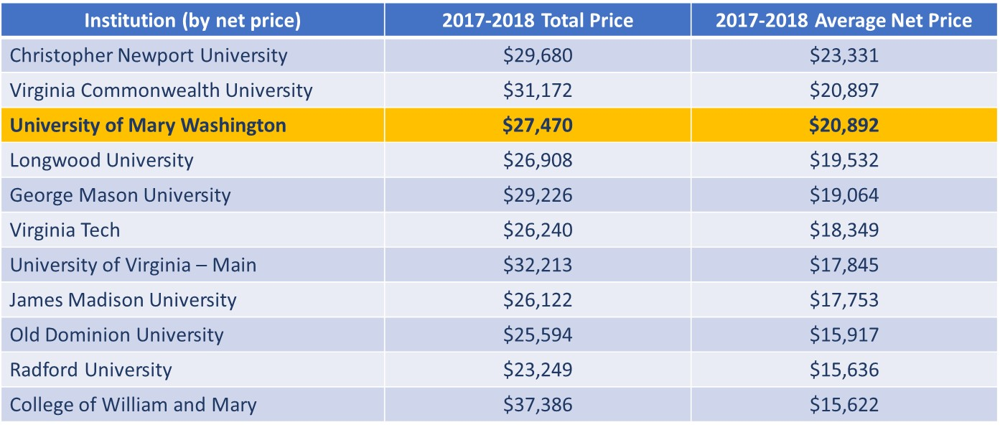 Institution (by net price) 2017-2018 Total Price 2017-2018 Average Net Price
Christopher Newport University $29,680 $23,331
Virginia Commonwealth University $31,172 $20,897
University of Mary Washington $27,470 $20,892
Longwood University $26,908 $19,532
George Mason University $29,226 $19,064
Virginia Tech $26,240 $18,349
University of Virginia – Main $32,213 $17,845
James Madison University $26,122 $17,753
Old Dominion University $25,594 $15,917
Radford University $23,249 $15,636
College of William and Mary $37,386 $15,622